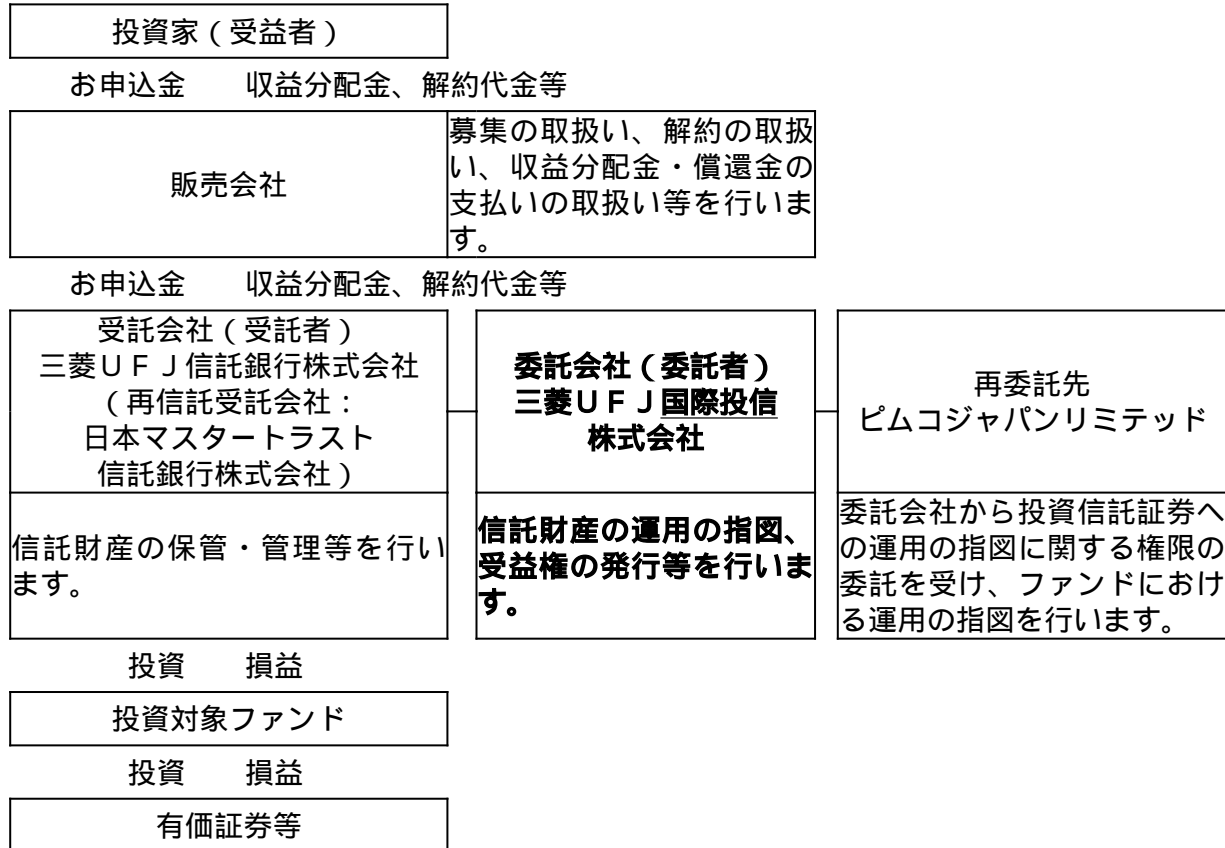 投資家（受益者）
お申込金　　収益分配金、解約代金等
販売会社
募集の取扱い、解約の取扱
い、収益分配金・償還金の
支払いの取扱い等を行いま
す。
お申込金　　収益分配金、解約代金等
受託会社（受託者）
三菱ＵＦＪ信託銀行株式会社
（再信託受託会社：
日本マスタートラスト
信託銀行株式会社）
委託会社（委託者）
三菱ＵＦＪ国際投信
株式会社
再委託先
ピムコジャパンリミテッド
信託財産の保管・管理等を行い
ます。
信託財産の運用の指図、
受益権の発行等を行いま
す。
委託会社から投資信託証券へ
の運用の指図に関する権限の
委託を受け、ファンドにおけ
る運用の指図を行います。
投資　　損益
投資対象ファンド
投資　　損益
有価証券等